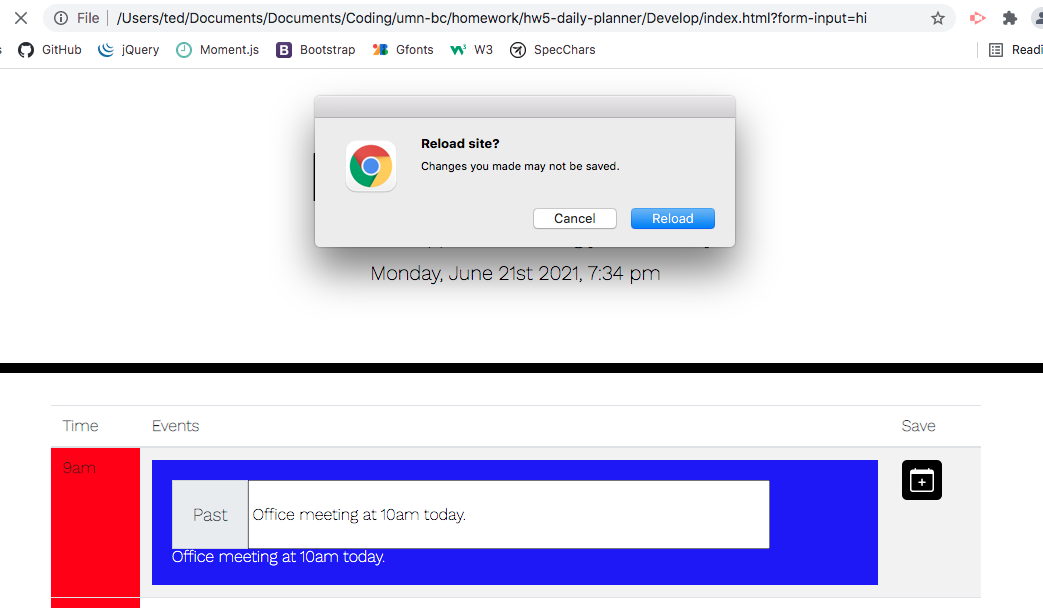 File /Users/ted/Documents/Documents/Coding/umn-bc/homework/hw5-daily-planner/Develop/index.html?form-input=hi
GitHub jQuery Moment.js B Bootstrap Gfonts W3 SpecChars
Reload site?
Changes you made may not be saved.
Cancel Reload
Monday, June 21st 2021, 7:34 pm
Time Events Save
9am
Past Office meeting at 10am today.
Office meeting at 10am today.